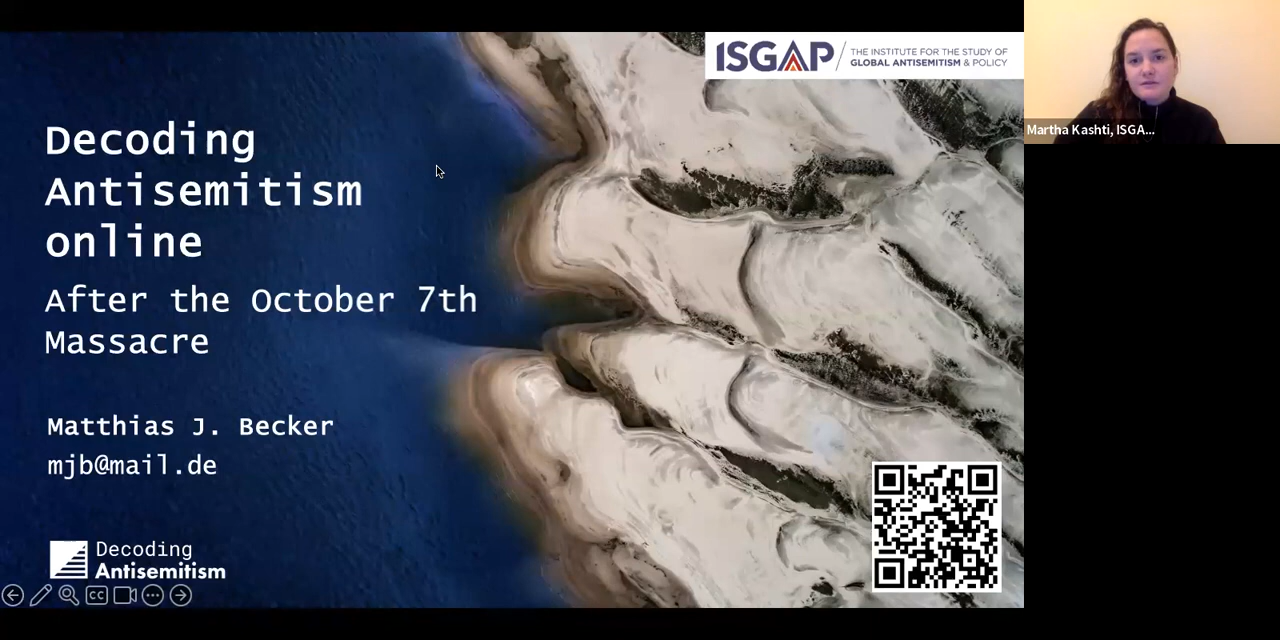 ISGAP
THE INSTITUTE FOR THE STUDY OF
GLOBAL ANTISEMITISM & POLICY
Martha Kashti, ISGA...
Decoding
Antisemitism
online
After the October 7th
Massacre
Matthias J. Becker
mjb@mail.de
Decoding
Antisemitism
CC